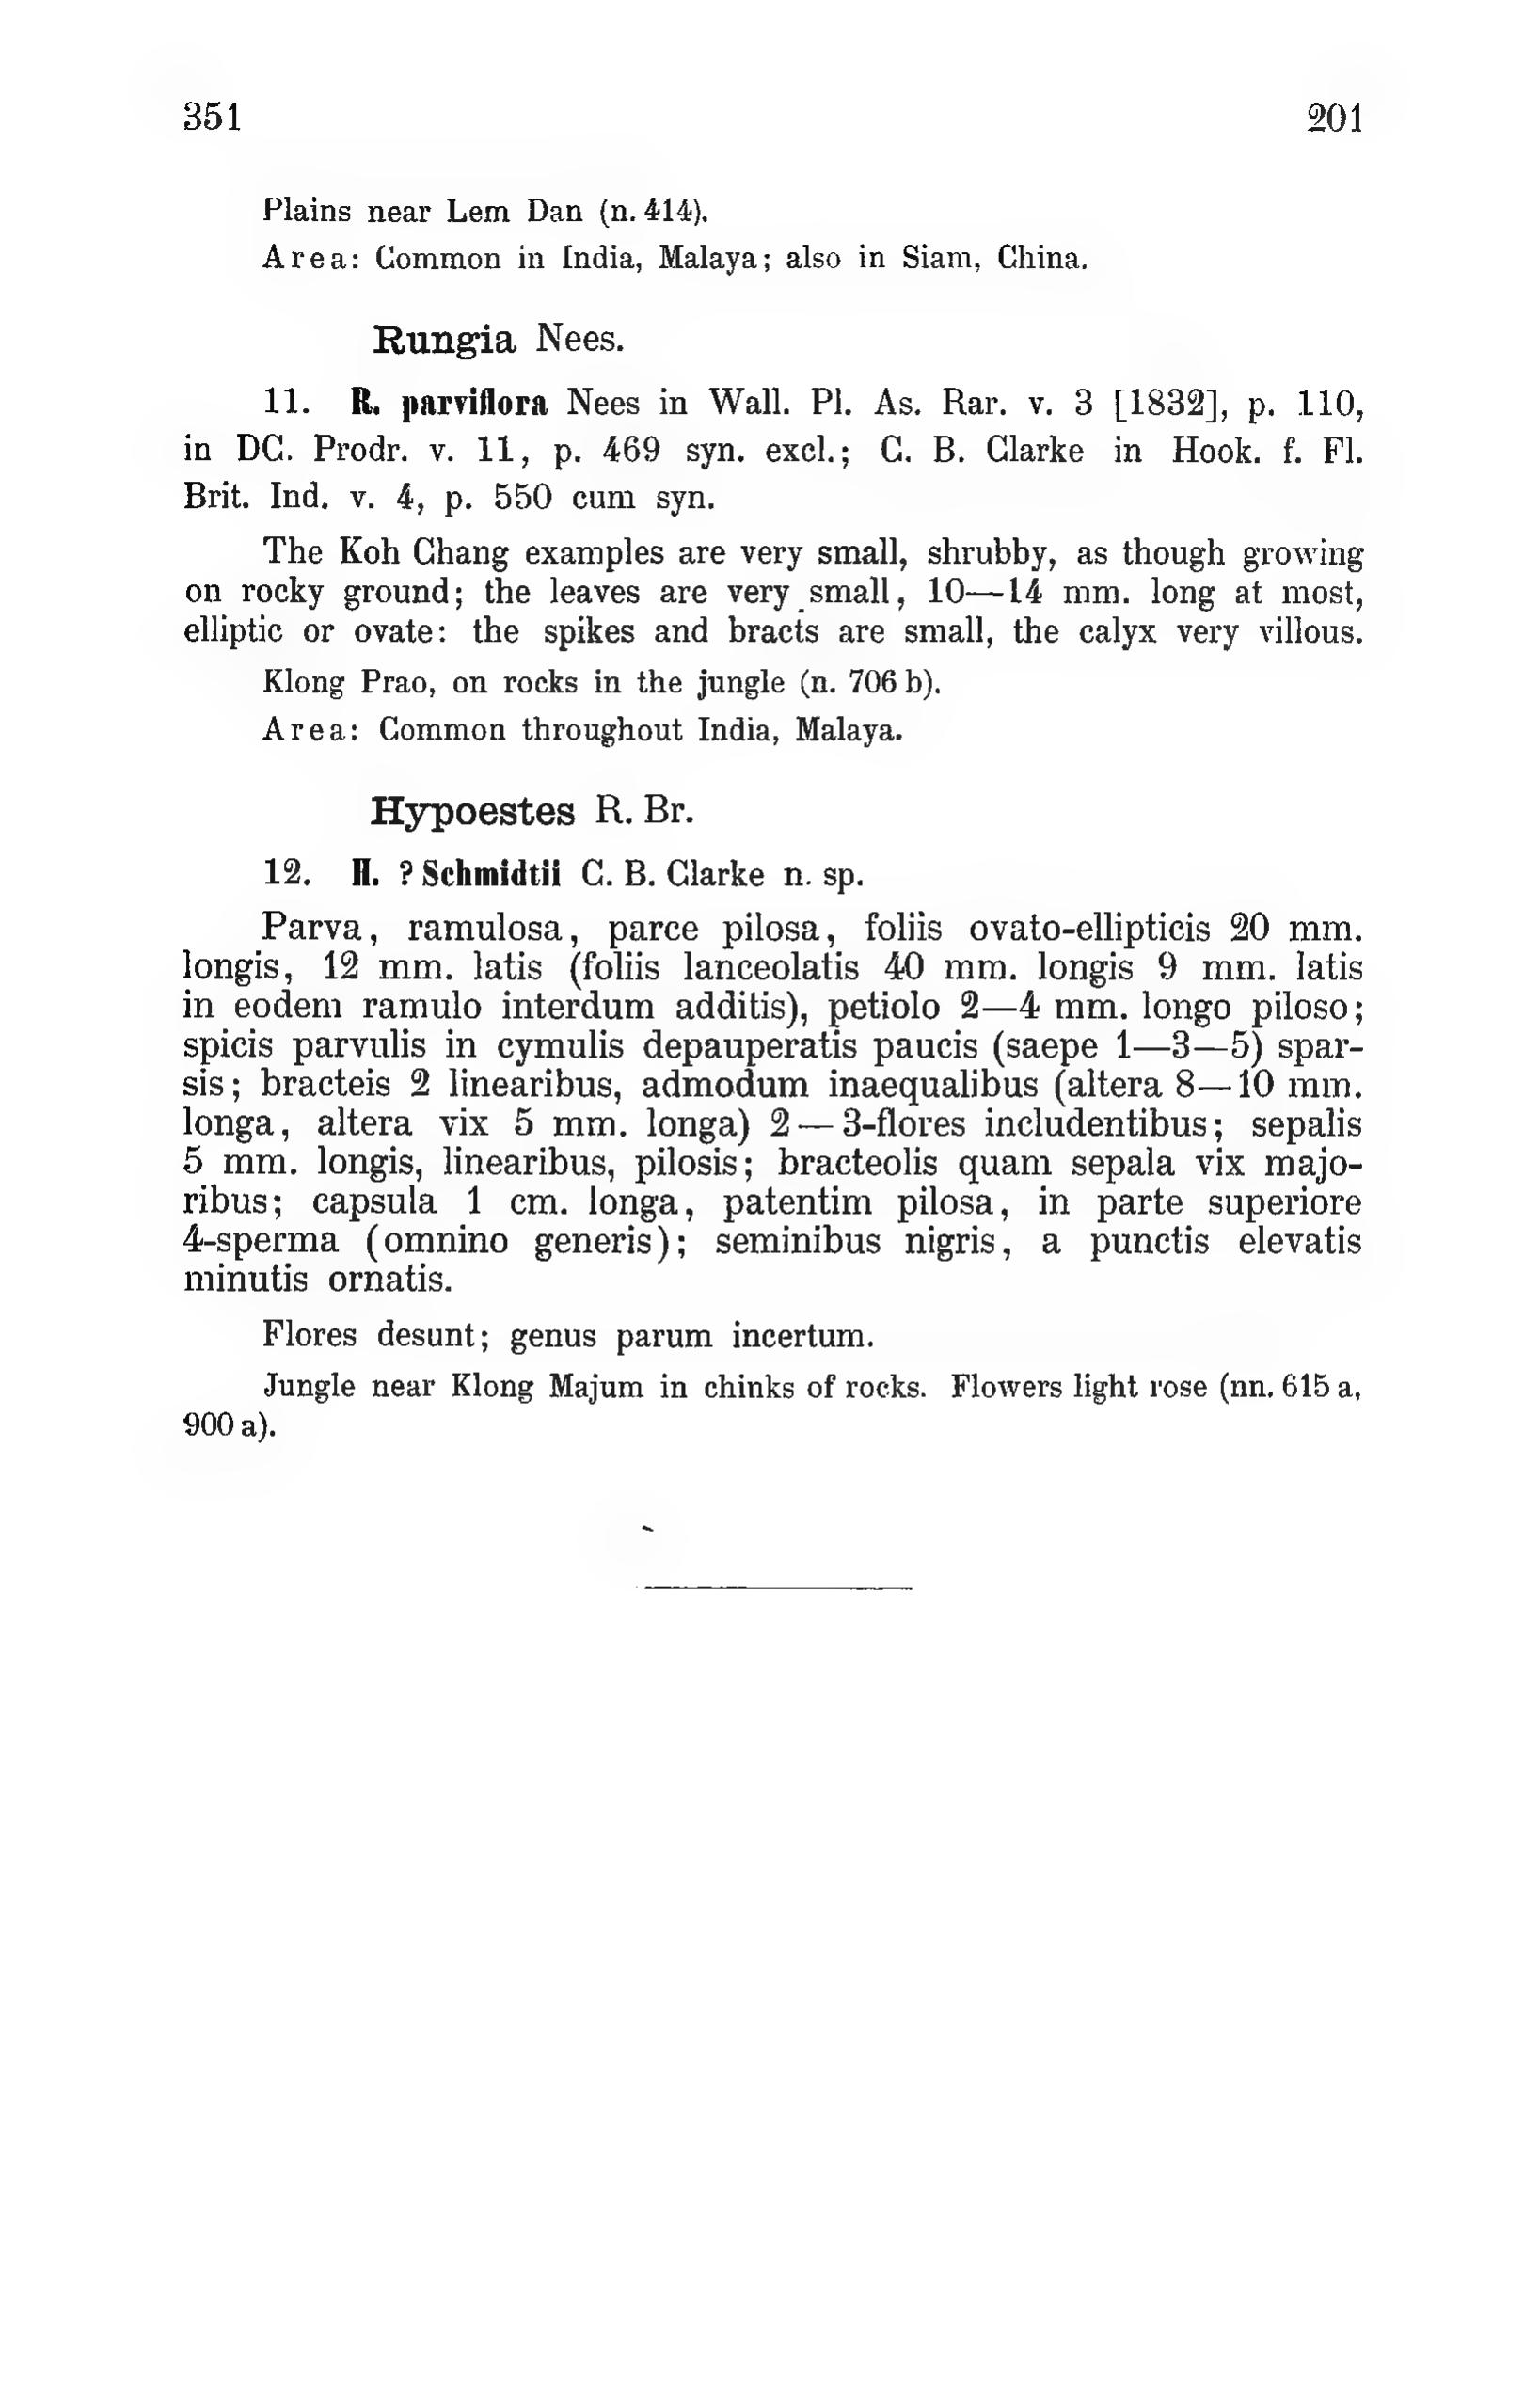 351 201
Plains near Lem Dan (n. 414).
Area: Common in India, Malaya; also in Siam, China.
Rungia Nees.
11. R. parviflora Nees in Wall. Pl. As. Rar. v. 3 [1832], p. 110,
in DC. Prodr. v. 11, p. 469 syn. excl.; C. B. Clarke in Hook. f. Fl.
Brit. Ind. v. 4, p. 550 cum syn.
The Koh Chang examples are very small, shrubby, as though growing
on rocky ground; the leaves are very small, 10—14 mm. long at most,
elliptic or ovate: the spikes and bracts are small, the calyx very villous.
Klong Prao, on rocks in the jungle (n. 706 b).
Area: Common throughout India, Malaya.
Hypoestes R. Br.
12. H. ? Schmidtii C. B. Clarke n. sp.
Parva, ramulosa, parce pilosa, foliis ovato-ellipticis 20 mm.
longis, 12 mm. latis (foliis lanceolatis 40 mm. longis 9 mm. latis
in eodem ramulo interdum additis), petiolo 2—4 mm. longo piloso;
spicis parvulis in cymulis depauperatis paucis (saepe 1—3—5) spar-
sis; bracteis 2 linearibus, admodum inaequalibus (altera 8—10 mm.
longa, altera vix 5 mm. longa) 2—3-flores includentibus; sepalis
5 mm. longis, linearibus, pilosis; bracteolis quam sepala vix majo-
ribus; capsula 1 cm. longa, patentim pilosa, in parte superiore
4-sperma (omnino generis); seminibus nigris, a punctis elevatis
minutis ornatis.
Flores desunt; genus parum incertum.
Jungle near Klong Majum in chinks of rocks. Flowers light rose (nn. 615 a,
900 a).